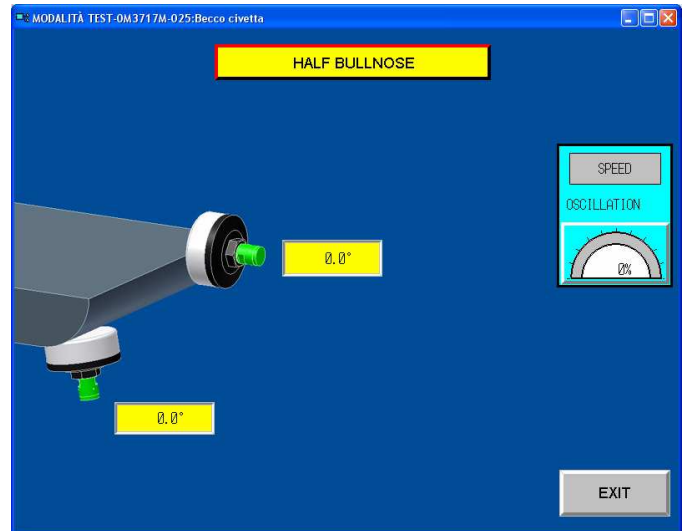 MODALITÀ TEST-0M3717M-025:Becco civetta
HALF BULLNOSE
SPEED
OSCILLATION
0%
0.0°
0.0°
EXIT